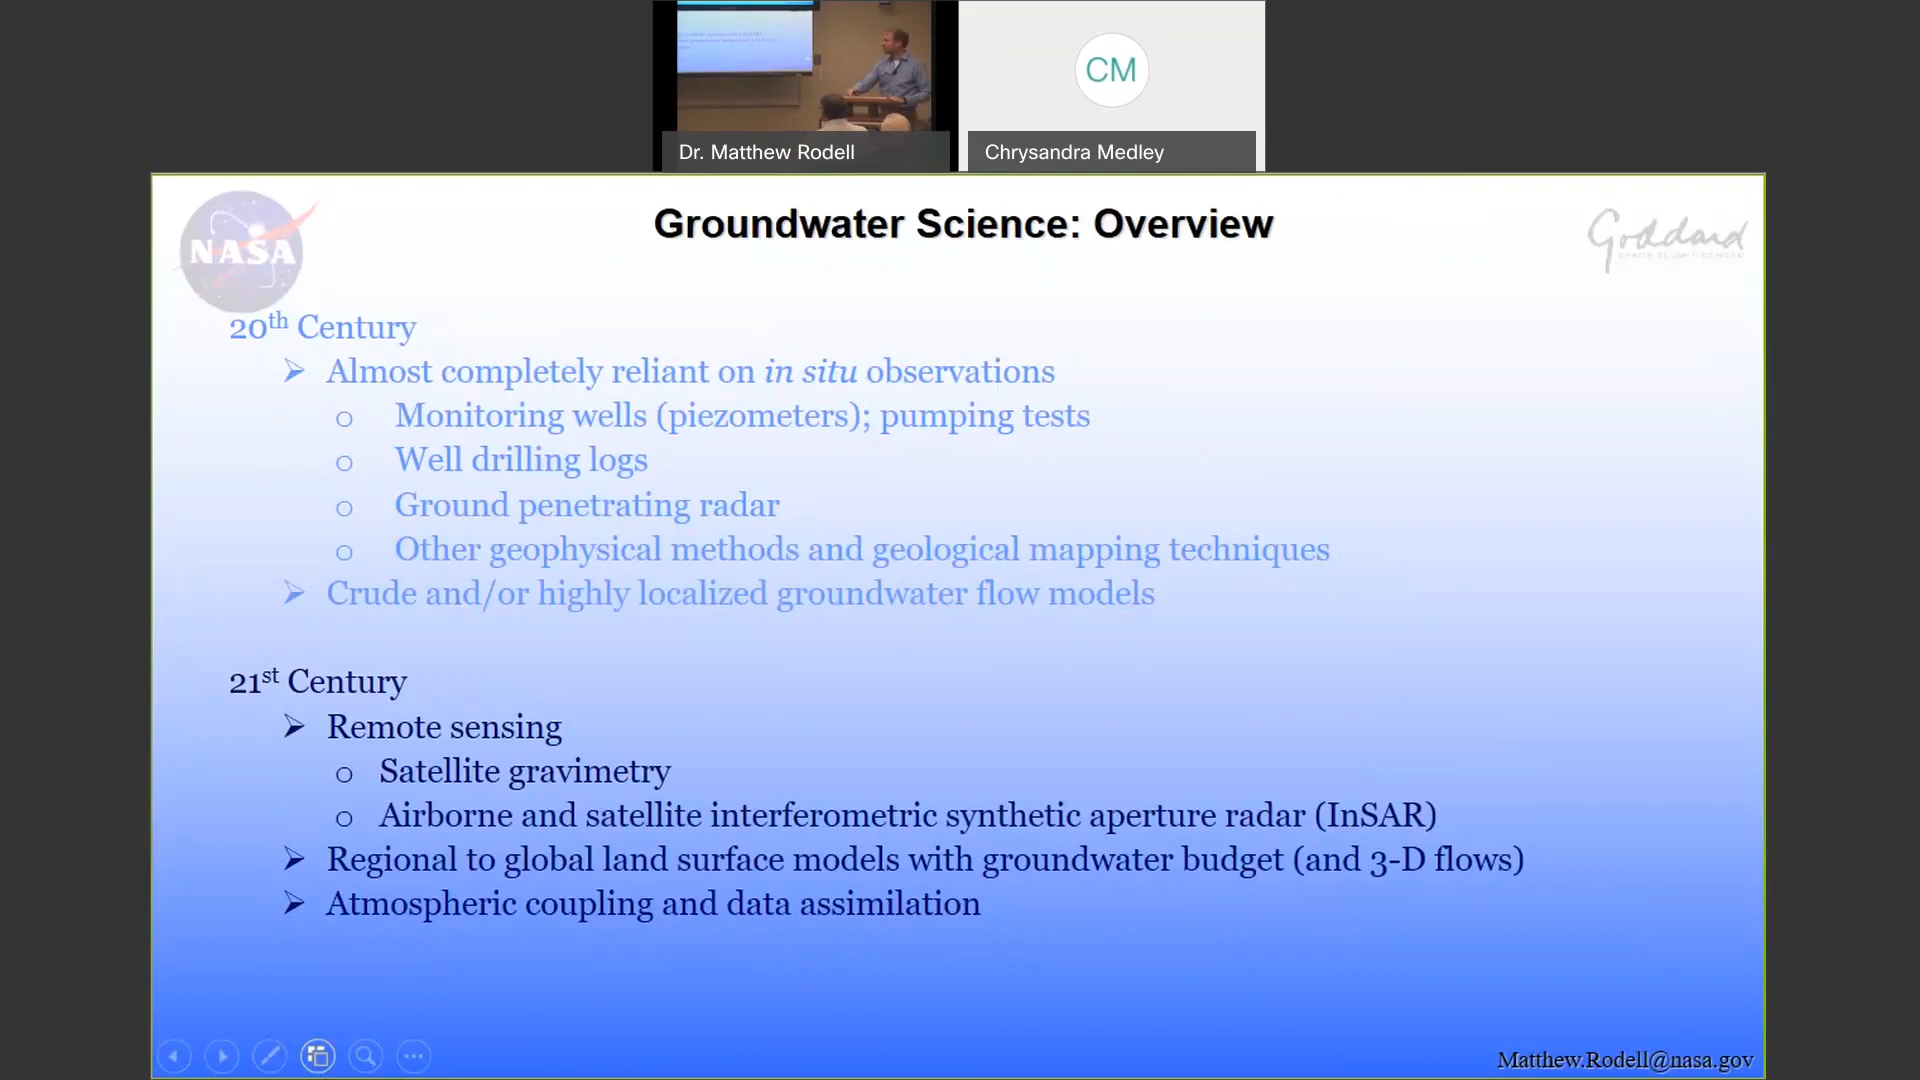 CM
Dr. Matthew Rodell
Chrysandra Medley
NASA
Goddard
SPACE FLIGHT CENTER
Groundwater Science: Overview
20th Century
➢ Almost completely reliant on in situ observations
o Monitoring wells (piezometers); pumping tests
o Well drilling logs
o Ground penetrating radar
o Other geophysical methods and geological mapping techniques
➢ Crude and/or highly localized groundwater flow models
21st Century
➢ Remote sensing
o Satellite gravimetry
o Airborne and satellite interferometric synthetic aperture radar (InSAR)
➢ Regional to global land surface models with groundwater budget (and 3-D flows)
➢ Atmospheric coupling and data assimilation
Matthew.Rodell@nasa.gov